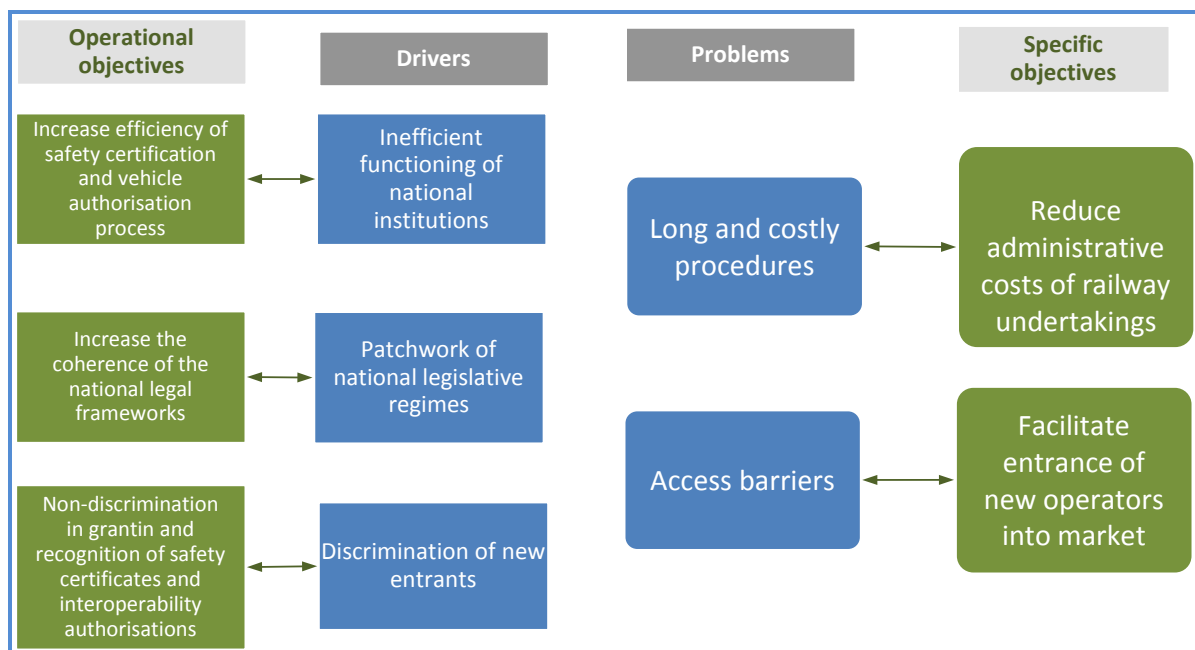 Operational
objectives
Drivers
Problems
Specific
objectives
Increase efficiency of
safety certification
and vehicle
authorisation
process
Inefficient
functioning of
national
institutions
Long and costly
procedures
Reduce
administrative
costs of railway
undertakings
Increase the
coherence of the
national legal
frameworks
Patchwork of
national legislative
regimes
Access barriers
Facilitate
entrance of
new operators
into market
Non-discrimination
in grantin and
recognition of safety
certificates and
interoperability
authorisations
Discrimination of new
entrants